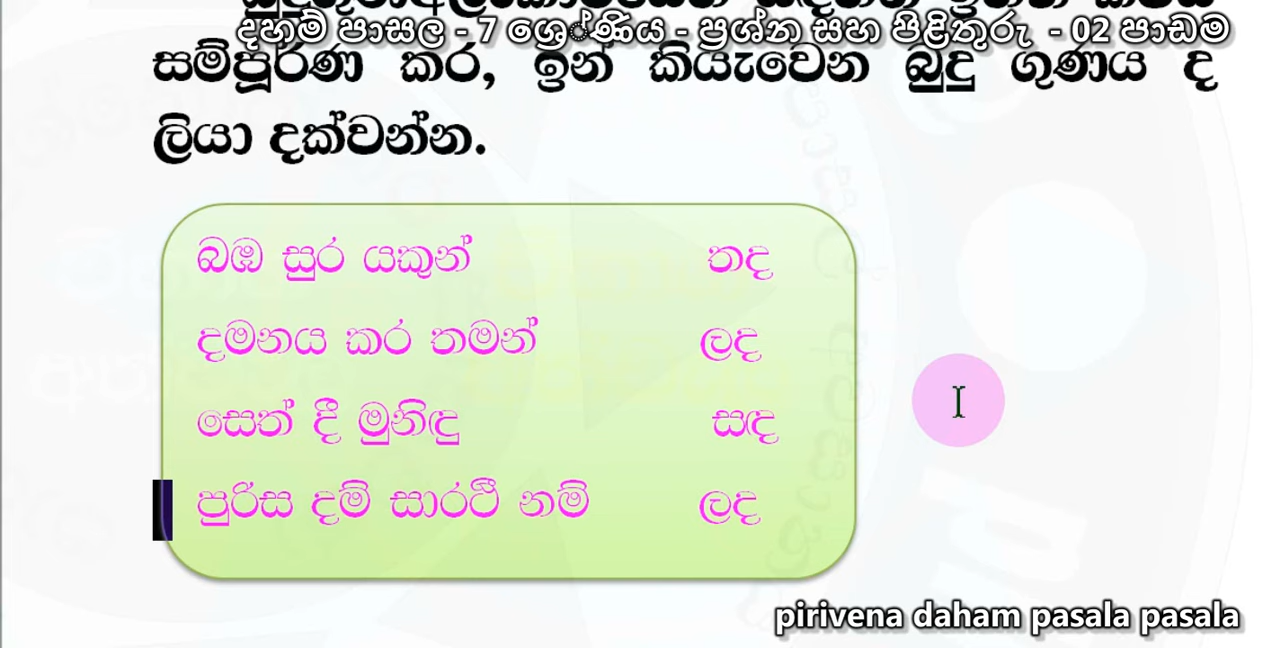 දහම් පාසල - 7 ශ්‍රේණිය - ප්‍රශ්න සහ පිළිතුරු - 02 පාඩම
සම්පූර්ණ කර, ඉන් කියැවෙන බුදු ගුණය ද
ලියා දක්වන්න.
බඹ සුර යකුන් තද
දමනය කර තමන් ලද
සෙත් දී මුනිඳු සඳ
පුරිස දම් සාරථී නම් ලද
pirivena daham pasala pasala